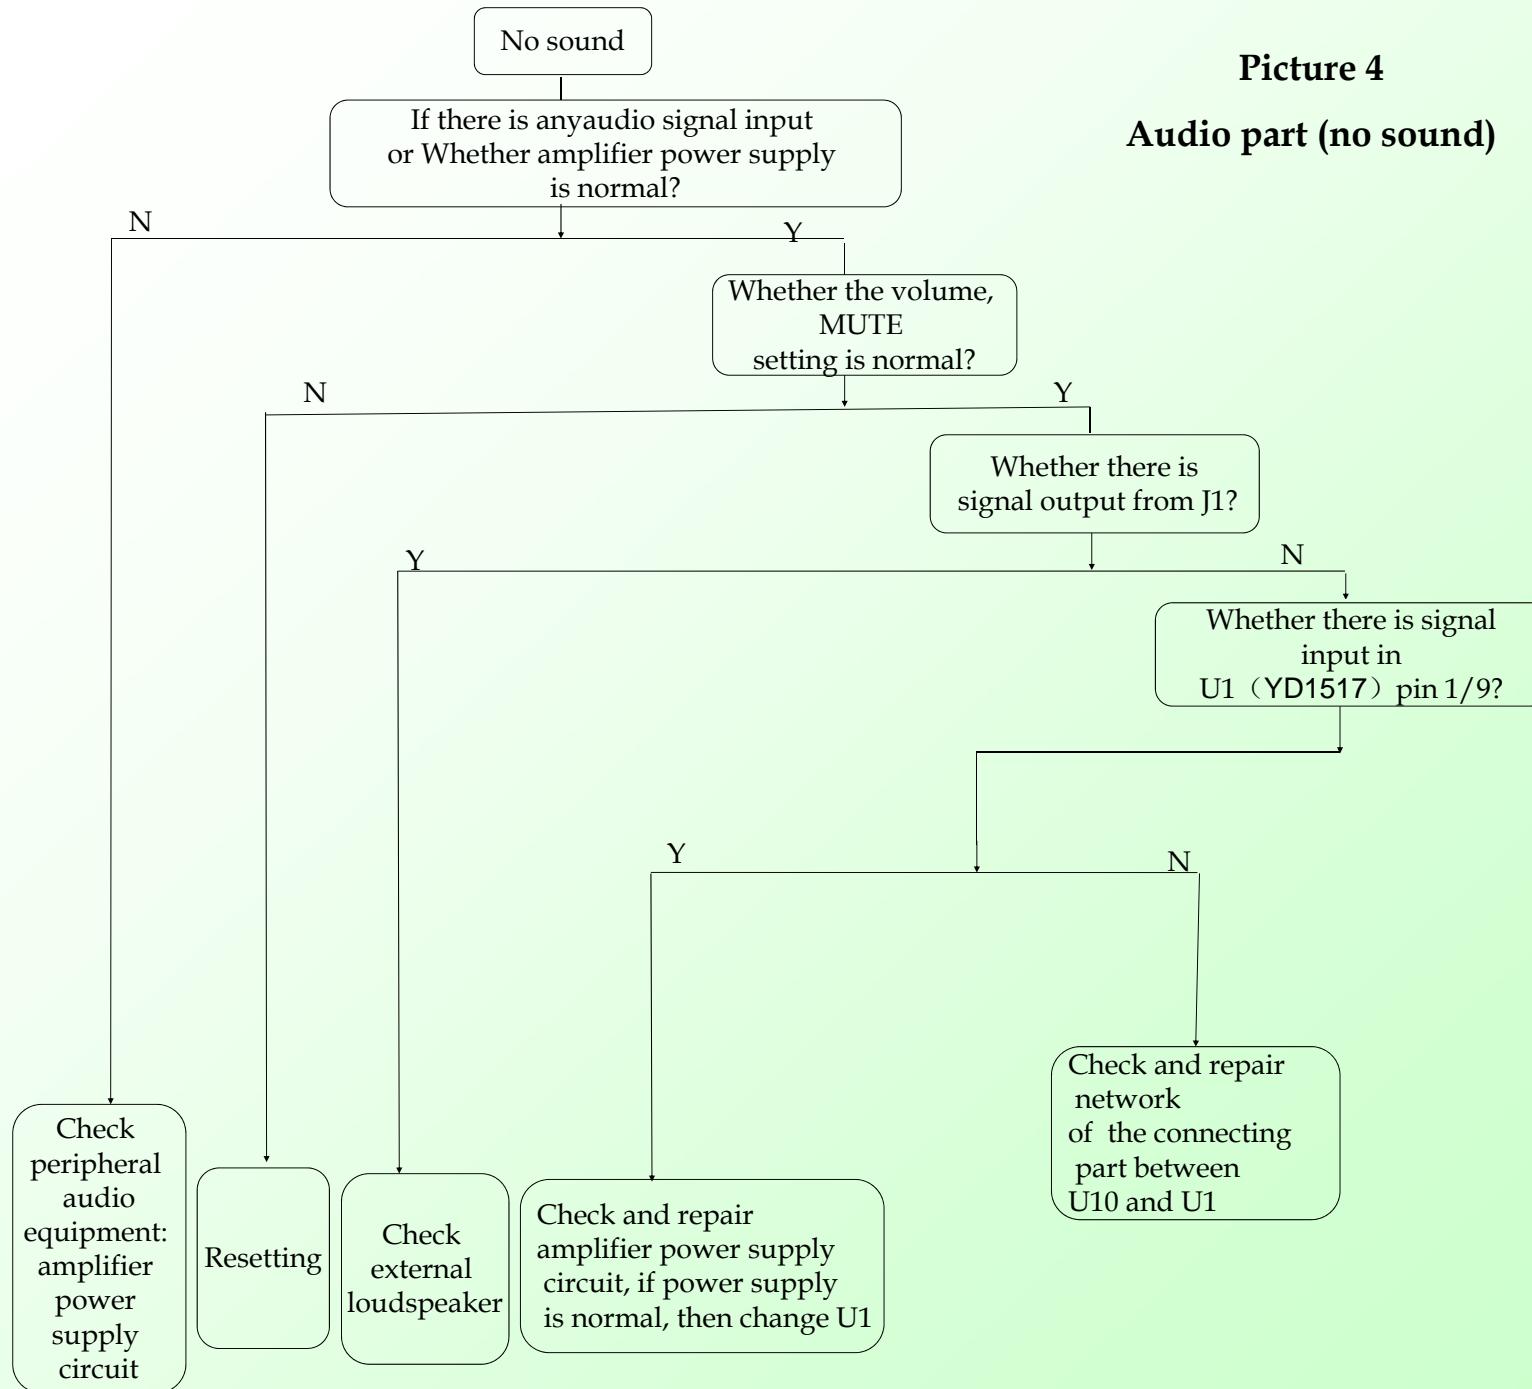 No sound
Picture 4
Audio part (no sound)
If there is anyaudio signal input
or Whether amplifier power supply
is normal?
N
Y
Whether the volume,
MUTE
setting is normal?
N
Y
Whether there is
signal output from J1?
Y
N
Whether there is signal
input in
U1（YD1517）pin 1/9?
Y
N
Check and repair
network
of the connecting
part between
U10 and U1
Check
peripheral
audio
equipment:
amplifier
power
supply
circuit
Resetting
Check
external
loudspeaker
Check and repair
amplifier power supply
circuit, if power supply
is normal, then change U1